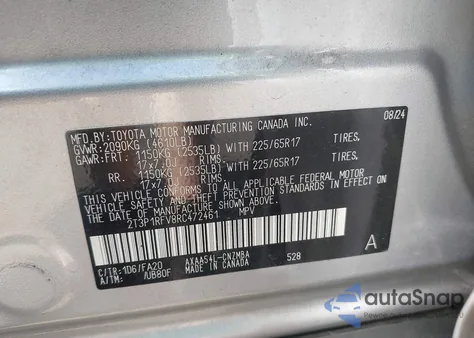 MFD.BY:TOYOTA MOTOR MANUFACTURING CANADA INC. 08/24
GVWR:2090KG (4610LB)
GAWR:FRT. 1150KG (2535LB) WITH 225/65R17 TIRES.
17x7.0J RIMS
RR. 1150KG (2535LB) WITH 225/65R17 TIRES.
17x7.0J RIMS
THIS VEHICLE CONFORMS TO ALL APPLICABLE FEDERAL MOTOR
VEHICLE SAFETY AND THEFT PREVENTION STANDARDS IN EFFECT ON THE
DATE OF MANUFACTURE SHOWN ABOVE.
2T3P1RFV8RC472461 MPV
C/TR:1D6/FA20 AXAA54L-CNZMBA 528
A/TM: /UB80F MADE IN CANADA A
autoSnap